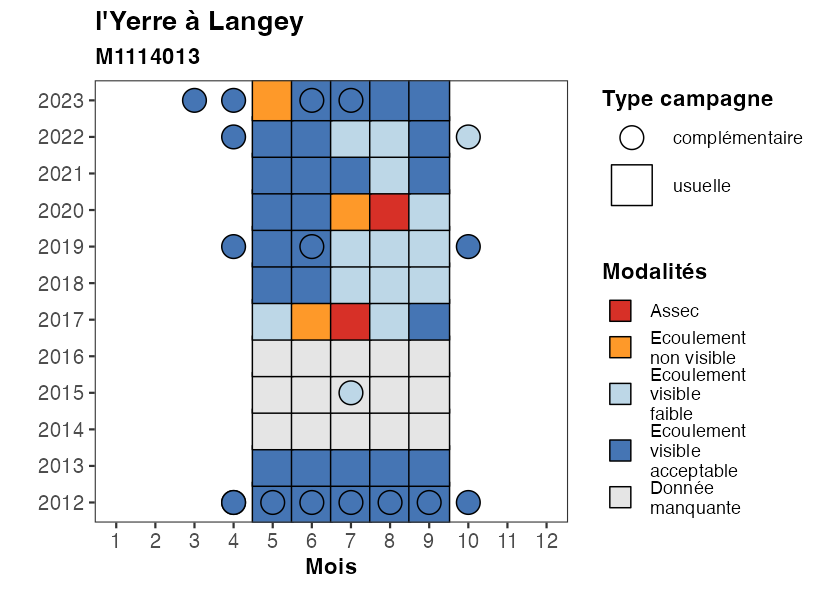 l'Yerre à Langey
M1114013
2023
2022
2021
2020
2019
2018
2017
2016
2015
2014
2013
2012
1 2 3 4 5 6 7 8 9 10 11 12
Mois
Type campagne
complémentaire
usuelle
Modalités
Assec
Ecoulement
non visible
Ecoulement
visible
faible
Ecoulement
visible
acceptable
Donnée
manquante